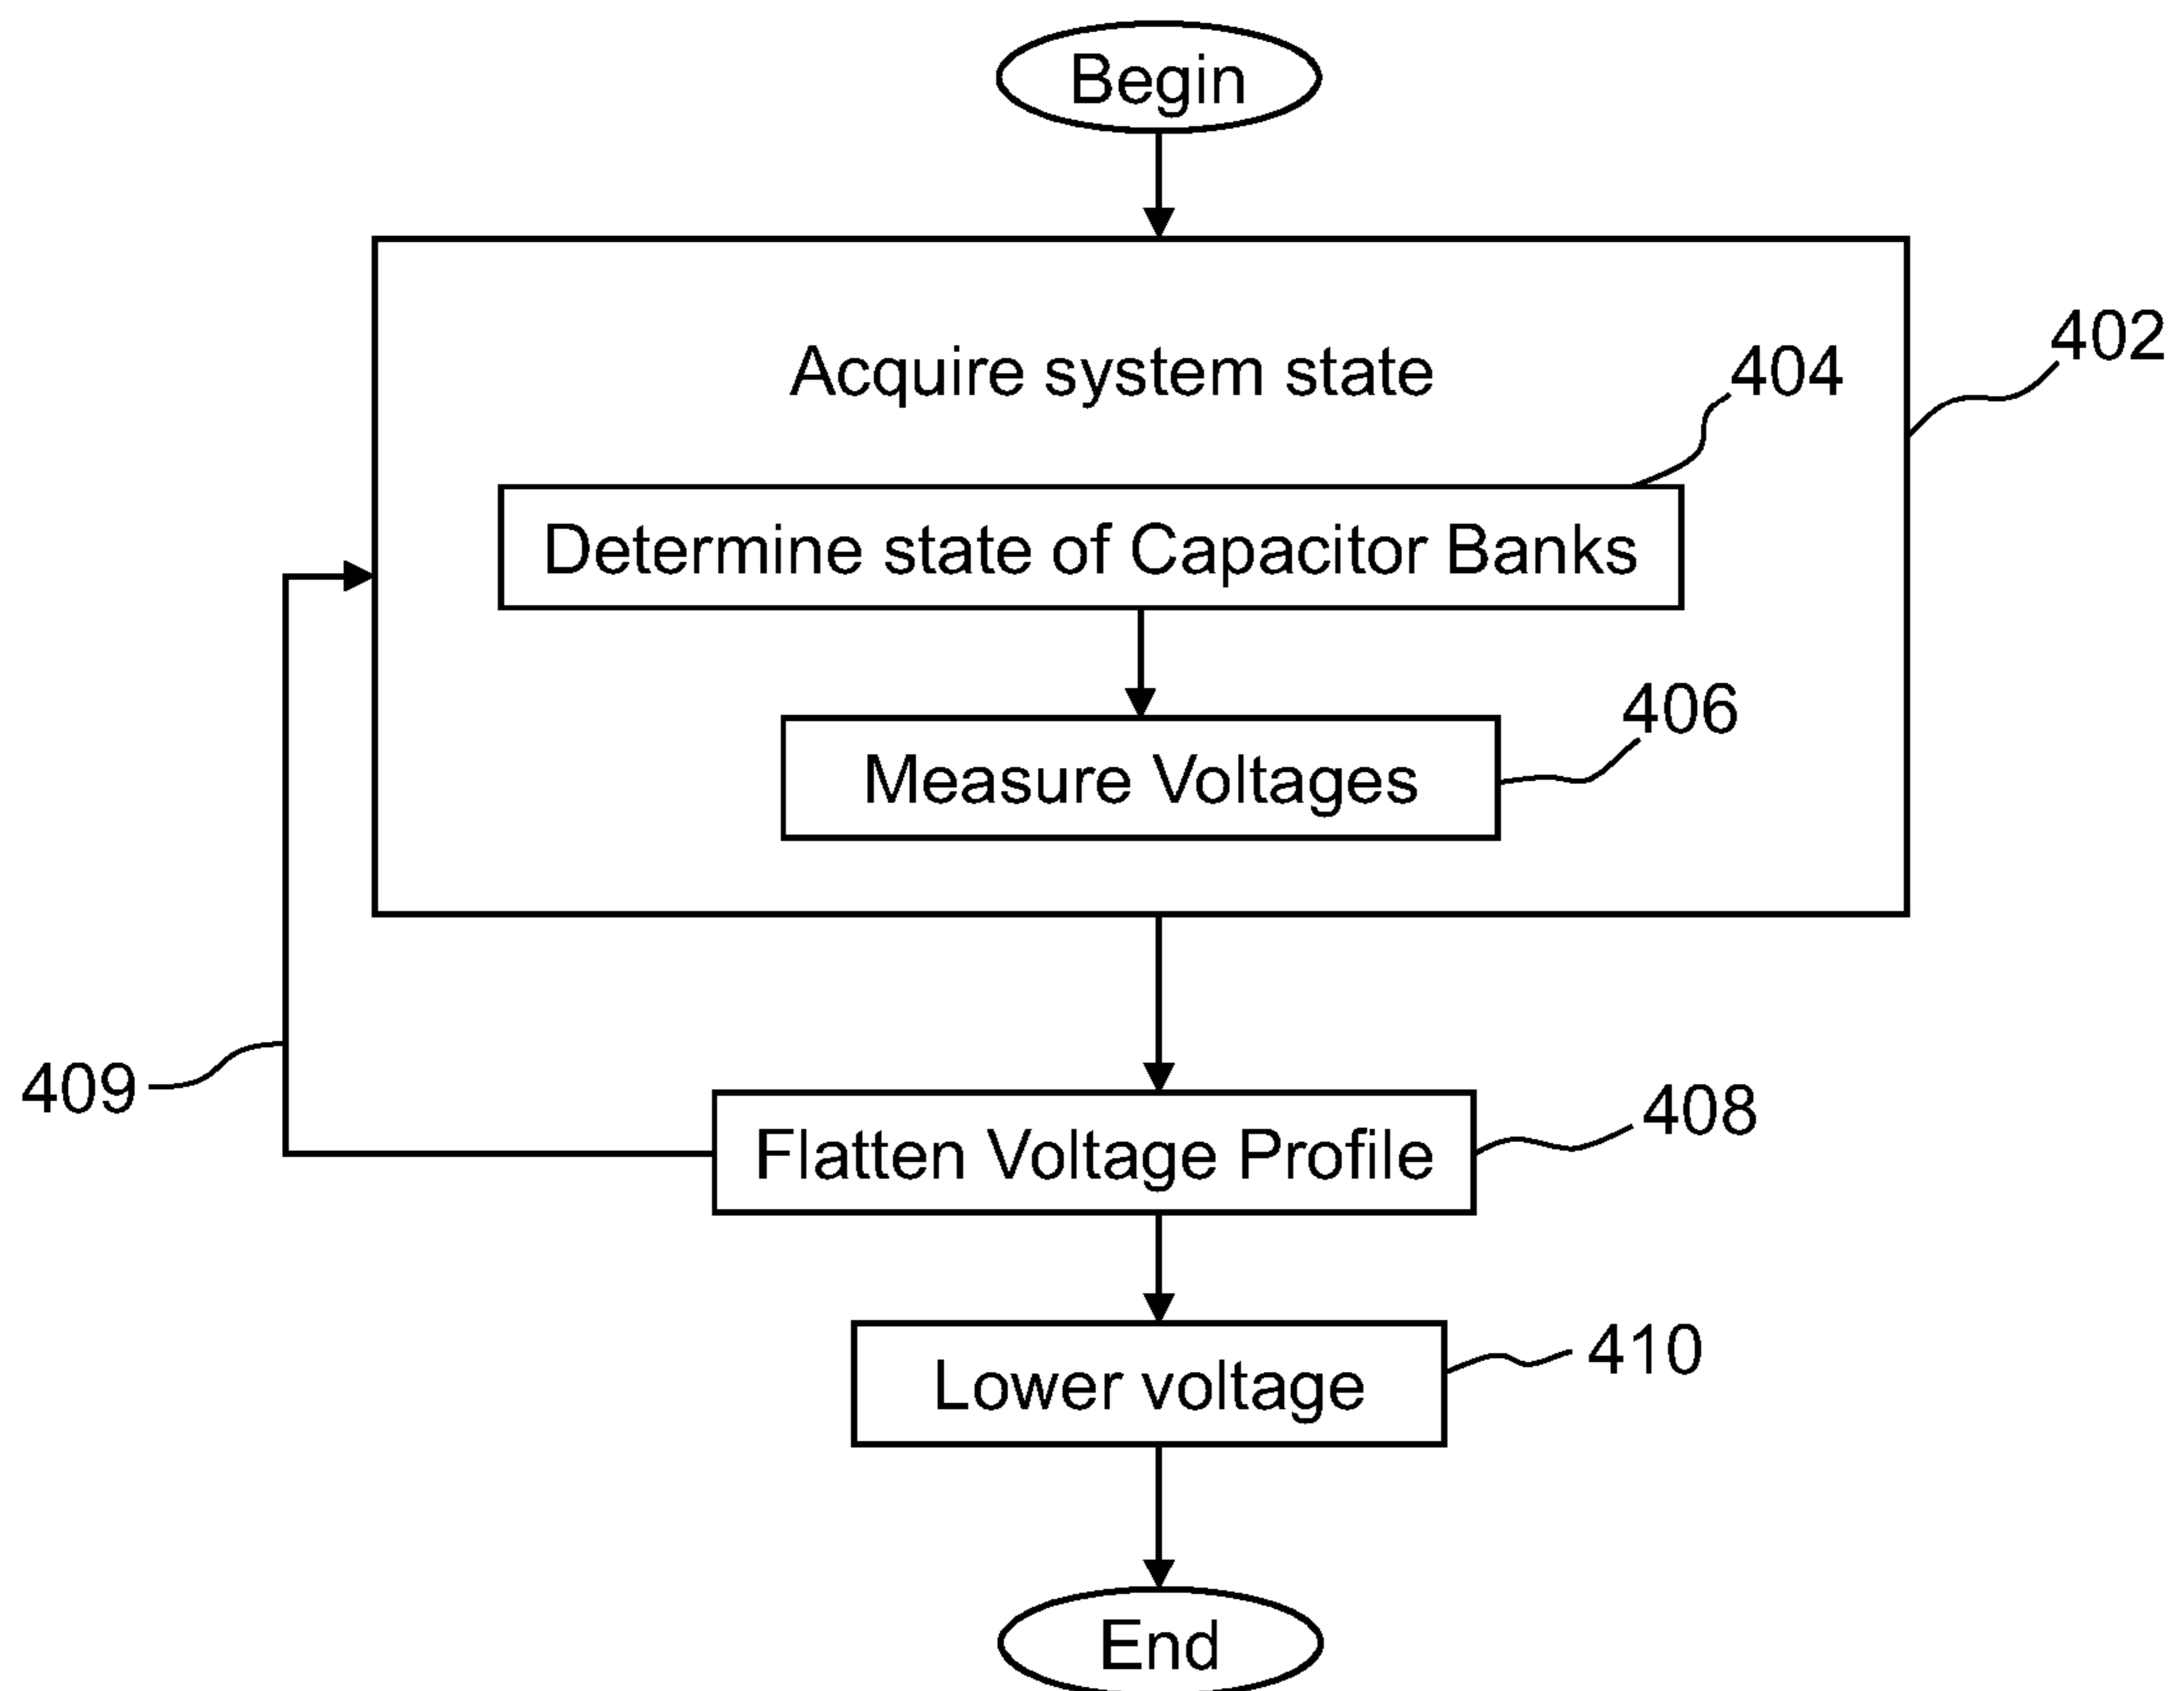 Begin
402
Acquire system state
404
Determine state of Capacitor Banks
406
Measure Voltages
409
408
Flatten Voltage Profile
410
Lower voltage
End